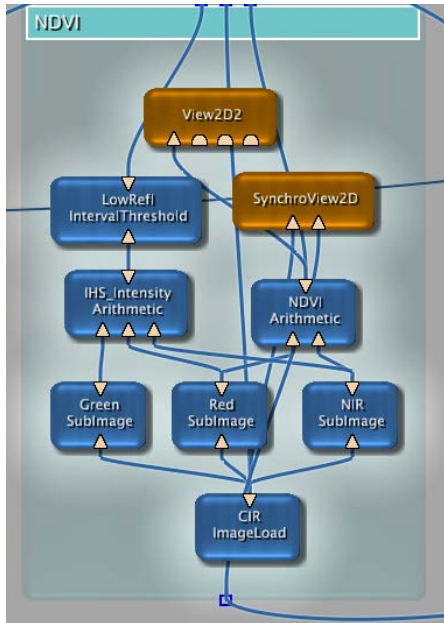 NDVI
View2D2
LowRefl
IntervalThreshold
SynchroView2D
IHS_Intensity
Arithmetic
NDVI
Arithmetic
Green
SubImage
Red
SubImage
NIR
SubImage
CIR
ImageLoad